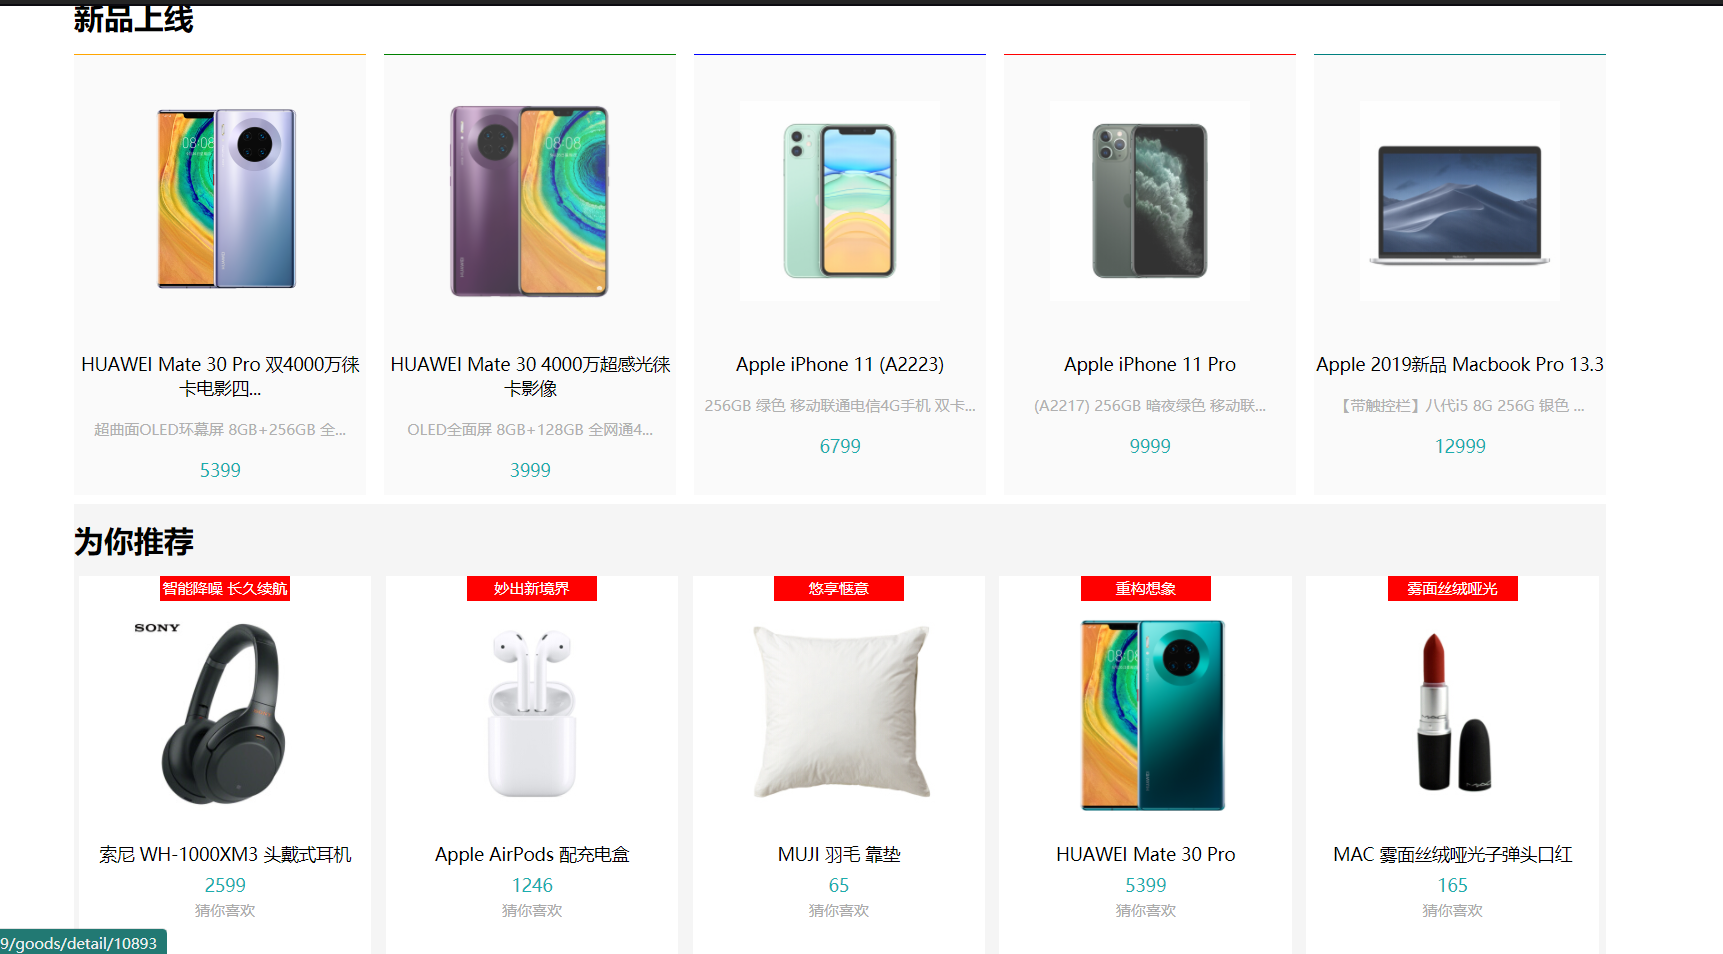 新品上线
HUAWEI Mate 30 Pro 双4000万徕
卡电影四...
超曲面OLED环幕屏 8GB+256GB 全...
5399
HUAWEI Mate 30 4000万超感光徕
卡影像
OLED全面屏 8GB+128GB 全网通4...
3999
Apple iPhone 11 (A2223)
256GB 绿色 移动联通电信4G手机 双卡...
6799
Apple iPhone 11 Pro
(A2217) 256GB 暗夜绿色 移动联...
9999
Apple 2019新品 Macbook Pro 13.3
【带触控栏】八代i5 8G 256G 银色 ...
12999
为你推荐
智能降噪 长久续航
SONY
索尼 WH-1000XM3 头戴式耳机
2599
猜你喜欢
妙出新境界
Apple AirPods 配充电盒
1246
猜你喜欢
悠享惬意
MUJI 羽毛 靠垫
65
猜你喜欢
重构想象
08:08
HUAWEI Mate 30 Pro
5399
猜你喜欢
雾面丝绒哑光
MAC 雾面丝绒哑光子弹头口红
165
猜你喜欢
9/goods/detail/10893